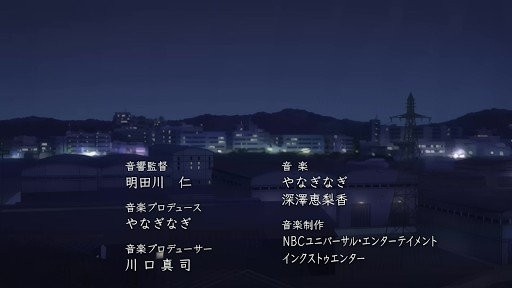 音響監督
明田川 仁
音楽プロデュース
やなぎなぎ
音楽プロデューサー
川口真司
音 楽
やなぎなぎ
深澤恵梨香
音楽制作
NBCユニバーサル・エンターテイメント
インクストゥエンター